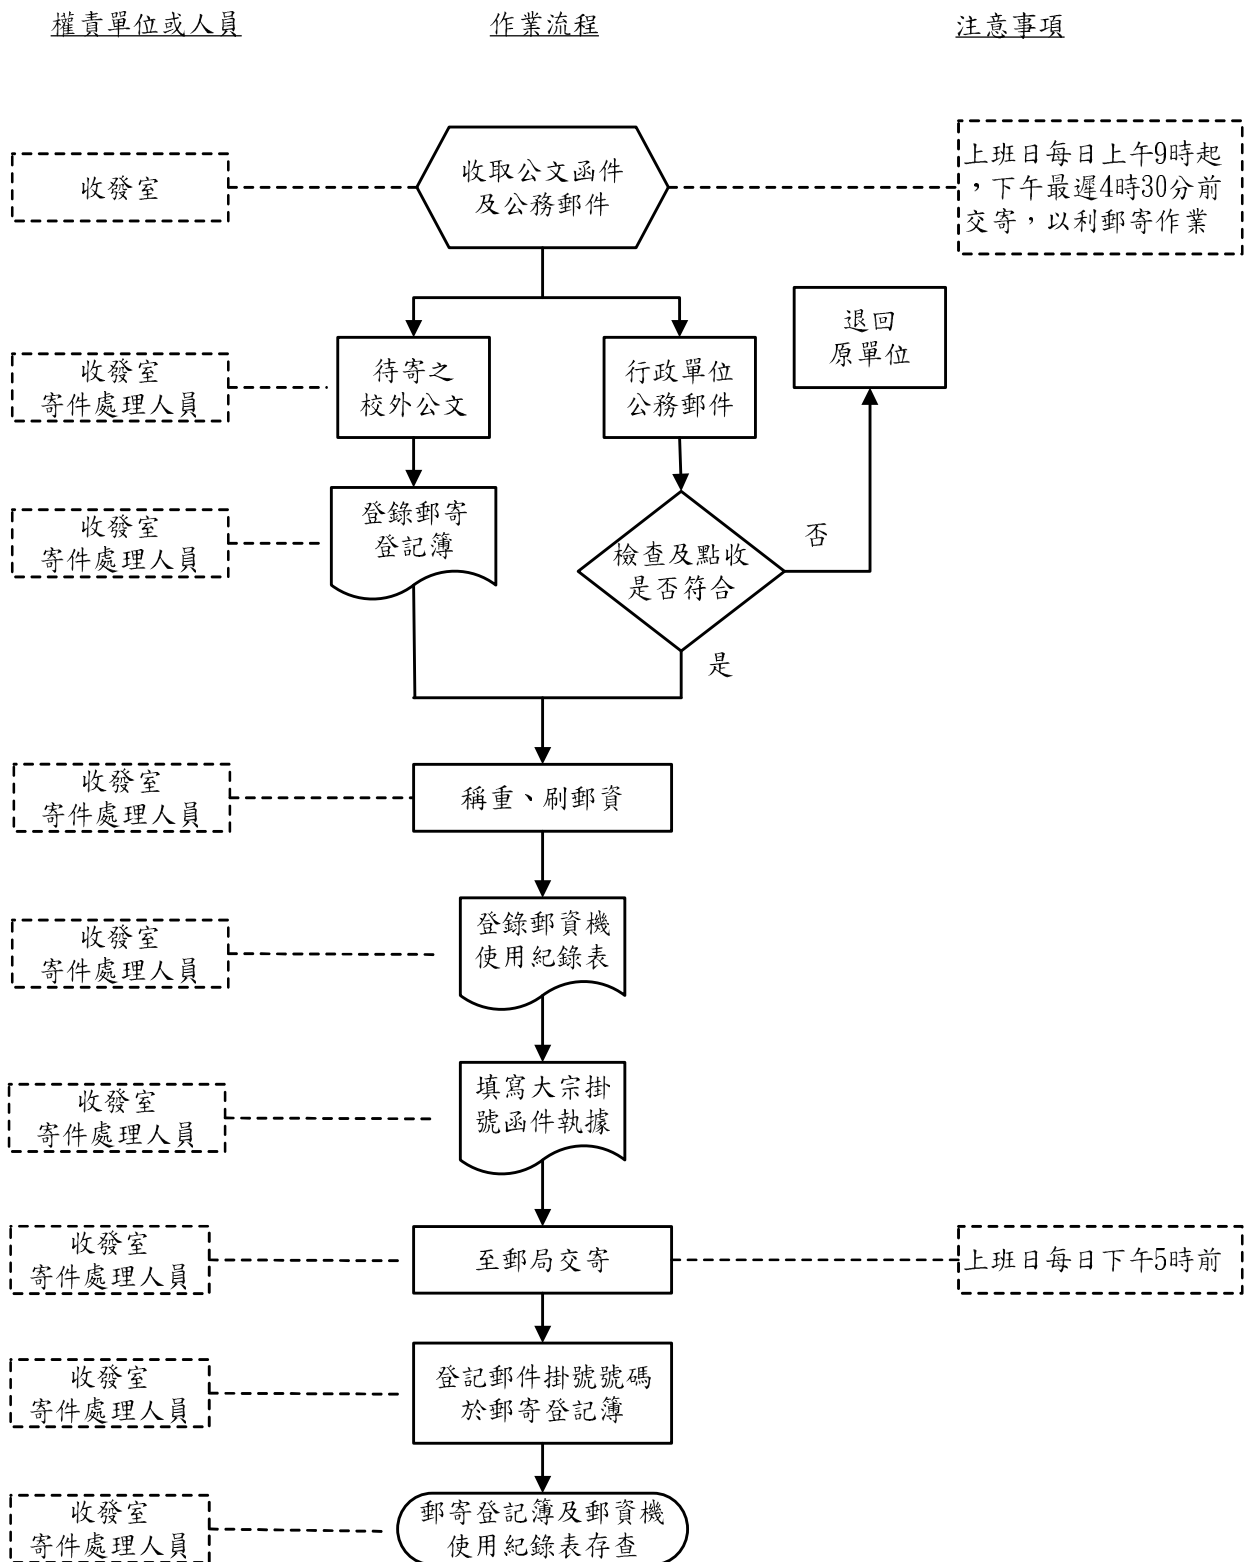 權責單位或人員
作業流程
注意事項
收發室
收取公文函件
及公務郵件
上班日每日上午9時起
，下午最遲4時30分前
交寄，以利郵寄作業
退回
原單位
收發室
寄件處理人員
待寄之
校外公文
行政單位
公務郵件
收發室
寄件處理人員
登錄郵寄
登記簿
檢查及點收
是否符合
否
是
收發室
寄件處理人員
稱重、刷郵資
收發室
寄件處理人員
登錄郵資機
使用紀錄表
收發室
寄件處理人員
填寫大宗掛
號函件執據
收發室
寄件處理人員
至郵局交寄
上班日每日下午5時前
收發室
寄件處理人員
登記郵件掛號號碼
於郵寄登記簿
收發室
寄件處理人員
郵寄登記簿及郵資機
使用紀錄表存查